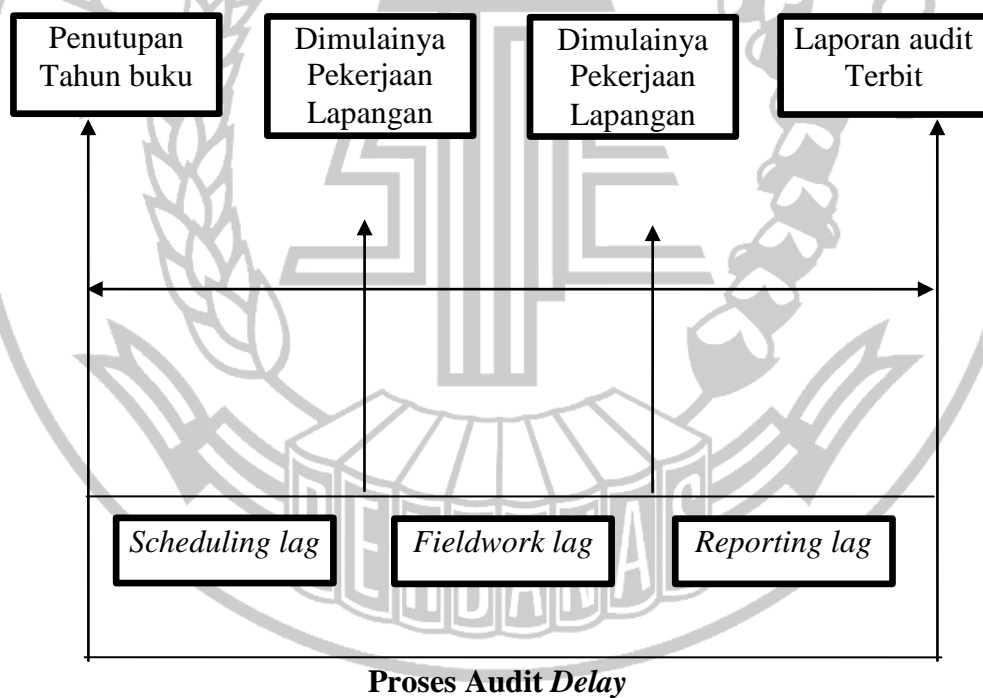 Penutupan
Tahun buku
Dimulainya
Pekerjaan
Lapangan
Dimulainya
Pekerjaan
Lapangan
Laporan audit
Terbit
Scheduling lag
Fieldwork lag
Reporting lag
PERBANAS
Proses Audit Delay